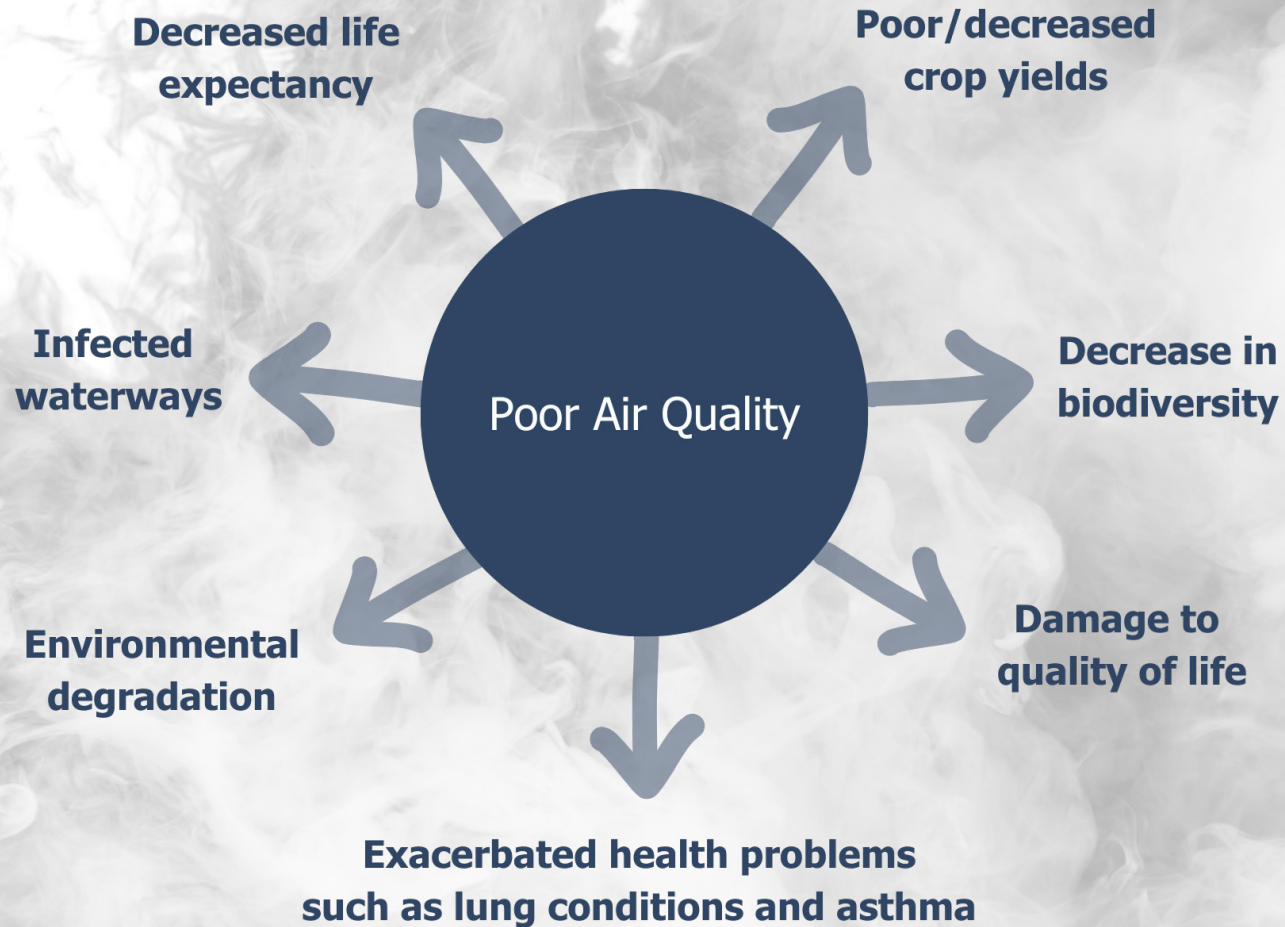 Decreased life
expectancy
Poor/decreased
crop yields
Infected
waterways
Poor Air Quality
Decrease in
biodiversity
Environmental
degradation
Damage to
quality of life
Exacerbated health problems
such as lung conditions and asthma